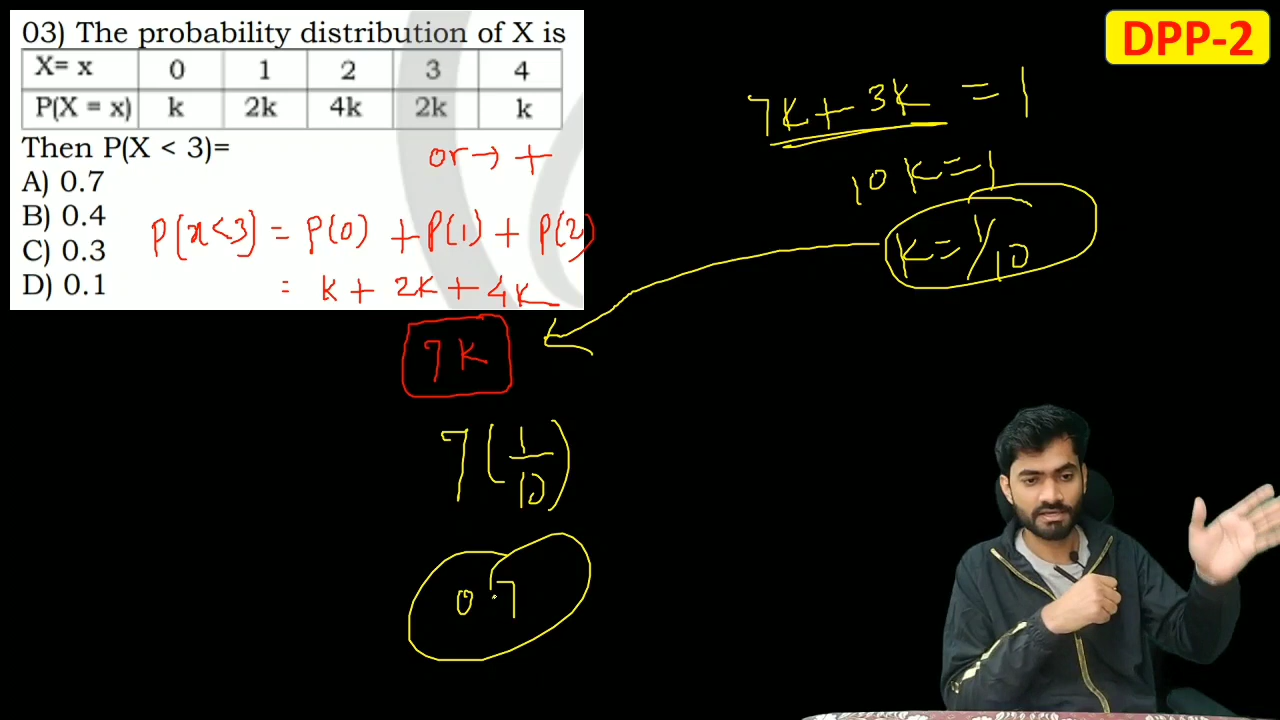 DPP-2
03) The probability distribution of X is
X= x 0 1 2 3 4
P(X = x) k 2k 4k 2k k
Then P(X < 3)=
A) 0.7
B) 0.4
C) 0.3
D) 0.1
or → +
P(x<3) = P(0) + P(1) + P(2)
= k + 2k + 4k
7k
7(1/10)
0.7
7k + 3k = 1
10k = 1
k = 1/10